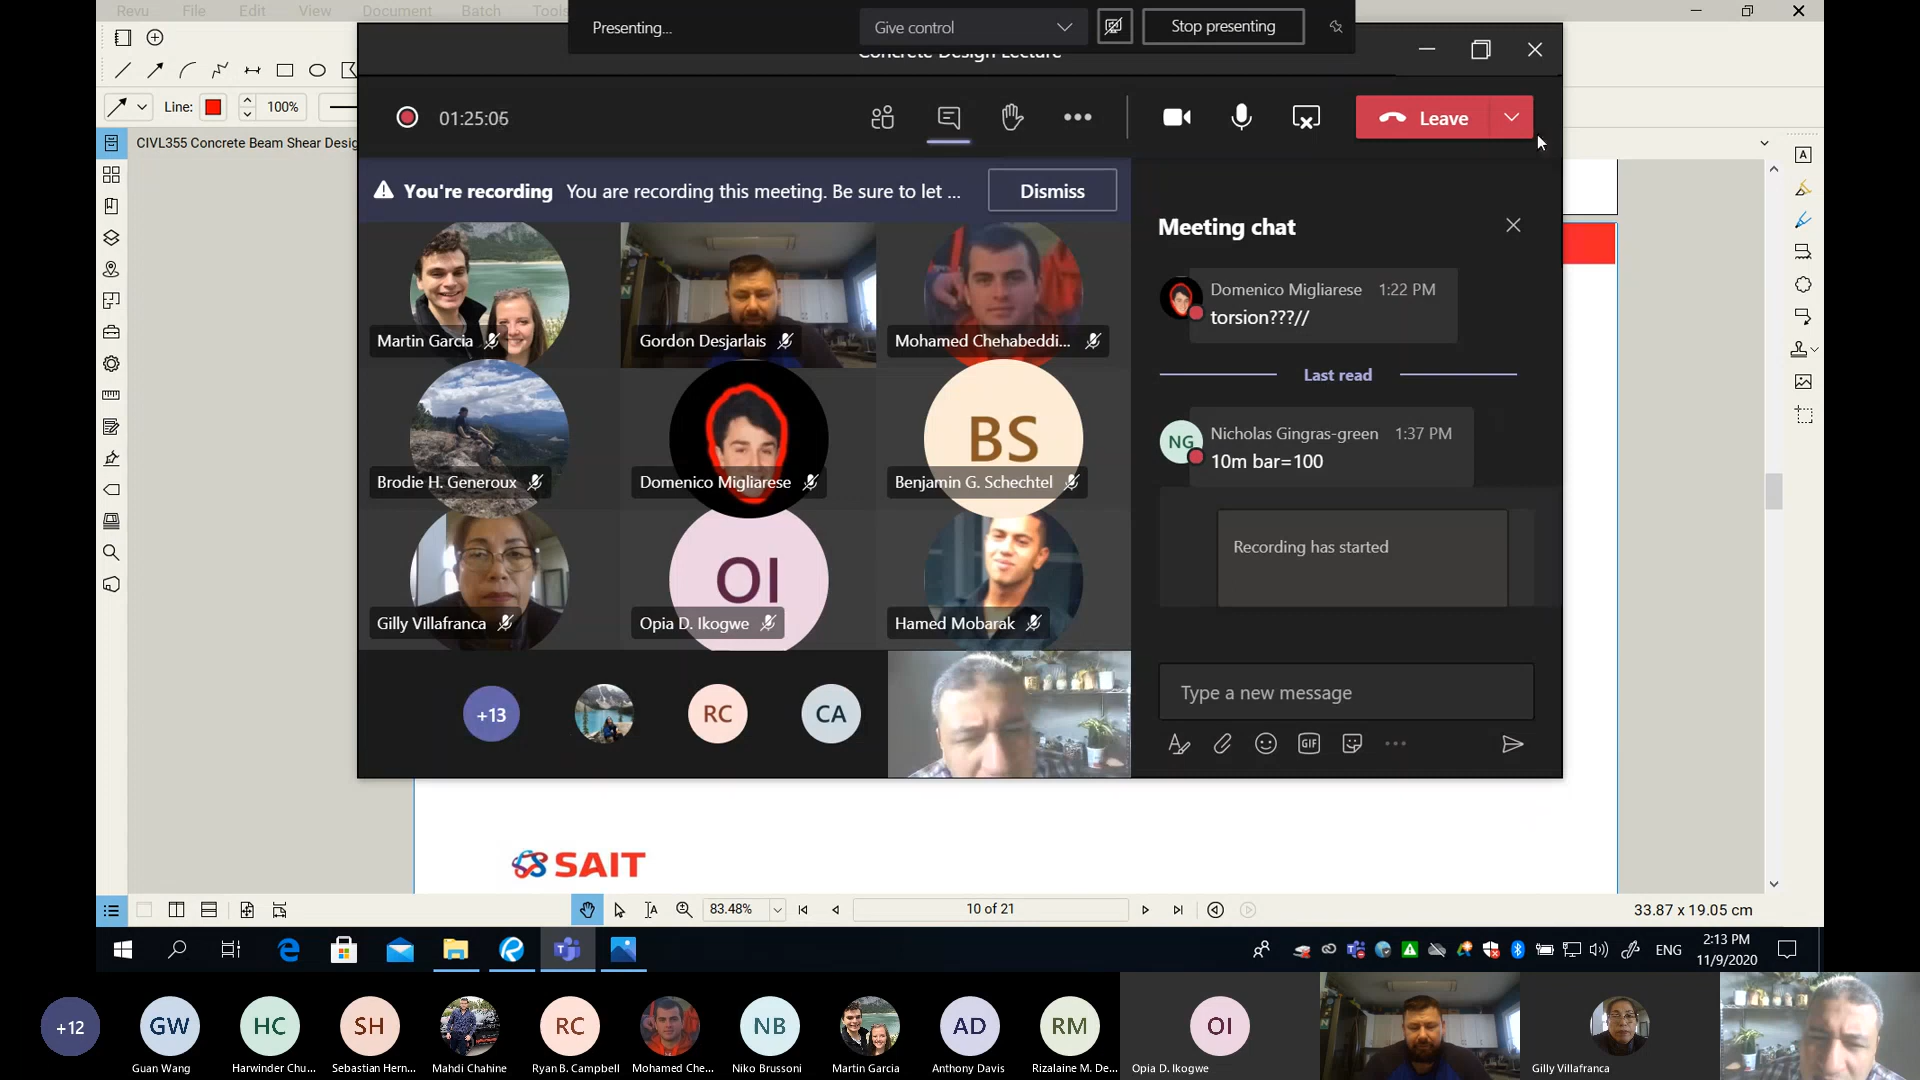 Revu File Edit View Document Batch Tools
Presenting...
Give control
Stop presenting
Concrete Design Lecture
Line:
100%
01:25:05
Leave
CIVL355 Concrete Beam Shear Desig
You're recording You are recording this meeting. Be sure to let ...
Dismiss
Martin Garcia
Gordon Desjarlais
Mohamed Chehabeddi...
Brodie H. Generoux
Domenico Migliarese
BS
Benjamin G. Schechtel
Gilly Villafranca
OI
Opia D. Ikogwe
Hamed Mobarak
+13
RC
CA
Meeting chat
Domenico Migliarese 1:22 PM
torsion???//
Last read
NG
Nicholas Gingras-green 1:37 PM
10m bar=100
Recording has started
Type a new message
GIF
SAIT
83.48%
10 of 21
33.87 x 19.05 cm
ENG
2:13 PM
11/9/2020
+12
GW
Guan Wang
HC
Harwinder Chu...
SH
Sebastian Hern...
Mahdi Chahine
RC
Ryan B. Campbell
Mohamed Che...
NB
Niko Brussoni
Martin Garcia
AD
Anthony Davis
RM
Rizalaine M. De...
OI
Opia D. Ikogwe
Gilly Villafranca